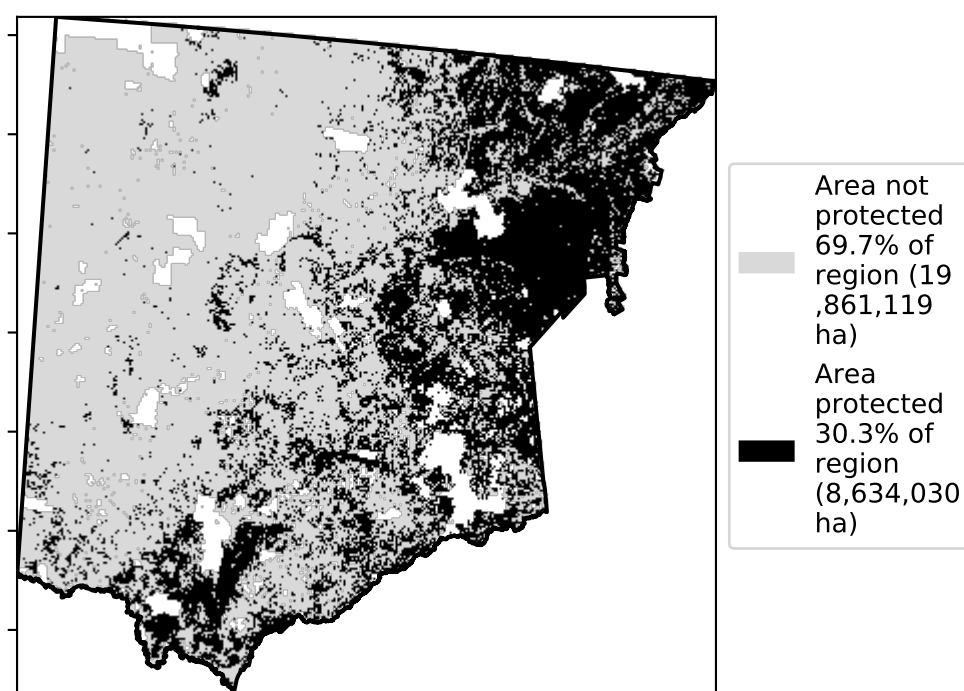 Area not
protected
69.7% of
region (19
,861,119
ha)
Area
protected
30.3% of
region
(8,634,030
ha)